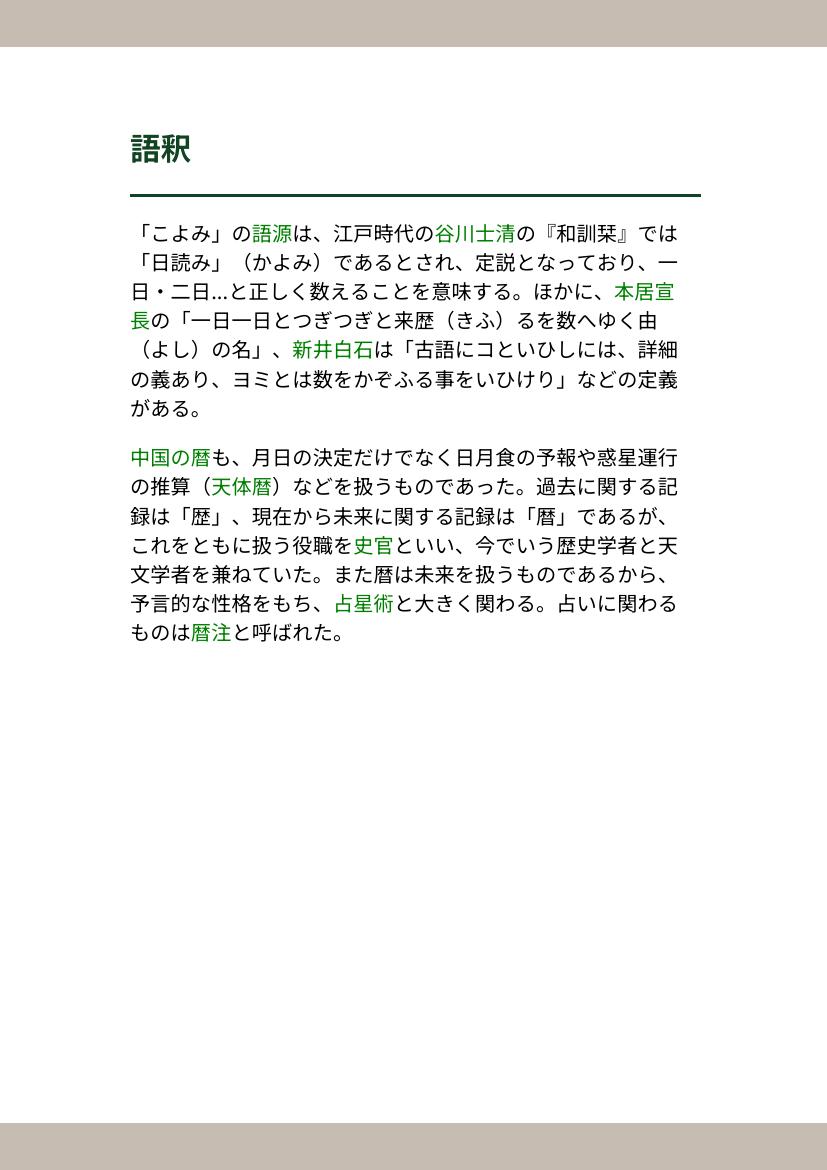 語釈
「こよみ」の語源は、江戸時代の谷川士清の『和訓栞』では
「日読み」（かよみ）であるとされ、定説となっており、一
日・二日...と正しく数えることを意味する。ほかに、本居宣
長の「一日一日とつぎつぎと来歴（きふ）るを数へゆく由
（よし）の名」、新井白石は「古語にコといひしには、詳細
の義あり、ヨミとは数をかぞふる事をいひけり」などの定義
がある。
中国の暦も、月日の決定だけでなく日月食の予報や惑星運行
の推算（天体暦）などを扱うものであった。過去に関する記
録は「歴」、現在から未来に関する記録は「暦」であるが、
これをともに扱う役職を史官といい、今でいう歴史学者と天
文学者を兼ねていた。また暦は未来を扱うものであるから、
予言的な性格をもち、占星術と大きく関わる。占いに関わる
ものは暦注と呼ばれた。